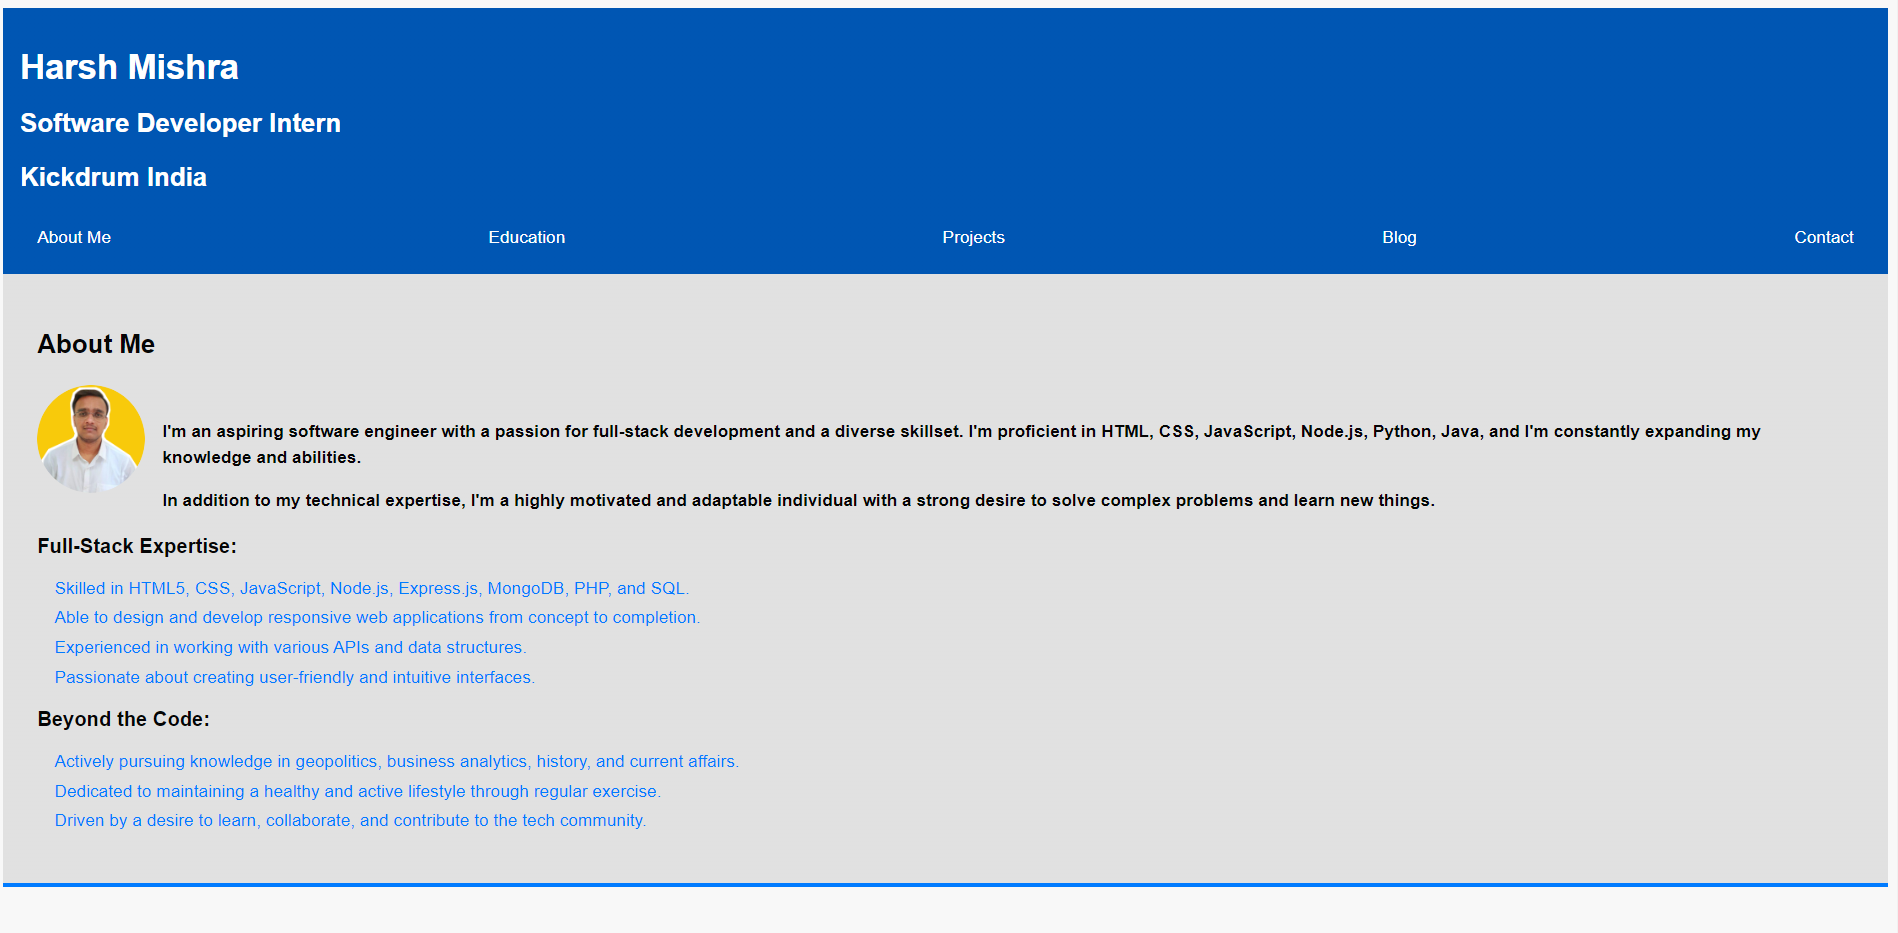 Harsh Mishra
Software Developer Intern
Kickdrum India
About Me Education Projects Blog Contact
About Me
I'm an aspiring software engineer with a passion for full-stack development and a diverse skillset. I'm proficient in HTML, CSS, JavaScript, Node.js, Python, Java, and I'm constantly expanding my
knowledge and abilities.
In addition to my technical expertise, I'm a highly motivated and adaptable individual with a strong desire to solve complex problems and learn new things.
Full-Stack Expertise:
Skilled in HTML5, CSS, JavaScript, Node.js, Express.js, MongoDB, PHP, and SQL.
Able to design and develop responsive web applications from concept to completion.
Experienced in working with various APIs and data structures.
Passionate about creating user-friendly and intuitive interfaces.
Beyond the Code:
Actively pursuing knowledge in geopolitics, business analytics, history, and current affairs.
Dedicated to maintaining a healthy and active lifestyle through regular exercise.
Driven by a desire to learn, collaborate, and contribute to the tech community.